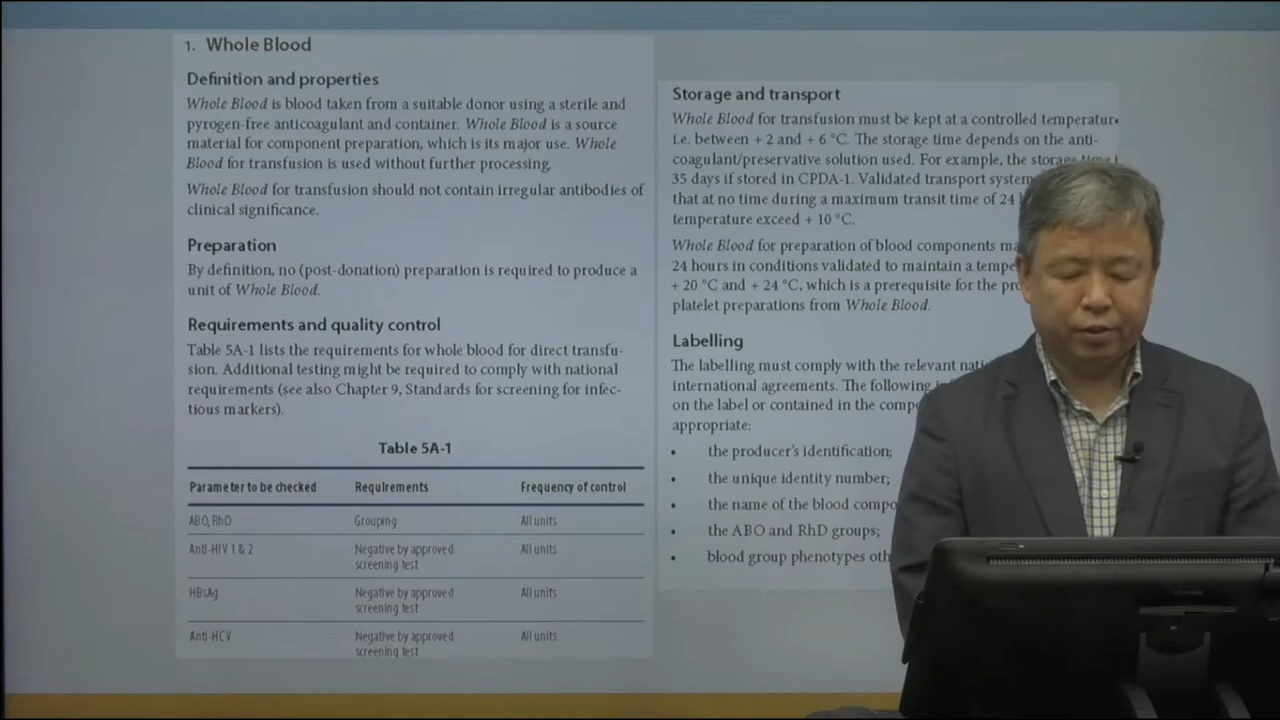 1. Whole Blood
Definition and properties
Whole Blood is blood taken from a suitable donor using a sterile and
pyrogen-free anticoagulant and container. Whole Blood is a source
material for component preparation, which is its major use. Whole
Blood for transfusion is used without further processing.
Whole Blood for transfusion should not contain irregular antibodies of
clinical significance.
Preparation
By definition, no (post-donation) preparation is required to produce a
unit of Whole Blood.
Requirements and quality control
Table 5A-1 lists the requirements for whole blood for direct transfu-
sion. Additional testing might be required to comply with national
requirements (see also Chapter 9, Standards for screening for infec-
tious markers).
Table 5A-1
Parameter to be checked Requirements Frequency of control
ABO, RhD Grouping All units
Anti-HIV 1 & 2 Negative by approved All units
screening test
HBsAg Negative by approved All units
screening test
Anti-HCV Negative by approved All units
screening test
Storage and transport
Whole Blood for transfusion must be kept at a controlled temperature
i.e. between + 2 and + 6 °C. The storage time depends on the anti-
coagulant/preservative solution used. For example, the storage time
35 days if stored in CPDA-1. Validated transport system
that at no time during a maximum transit time of 24
temperature exceed + 10 °C.
Whole Blood for preparation of blood components
24 hours in conditions validated to maintain a
+ 20 °C and + 24 °C, which is a prerequisite for the
platelet preparations from Whole Blood.
Labelling
The labelling must comply with the relevant
international agreements. The following
on the label or contained in the
appropriate:
• the producer's identification;
• the unique identity number;
• the name of the blood
• the ABO and RhD groups;
• blood group phenotypes